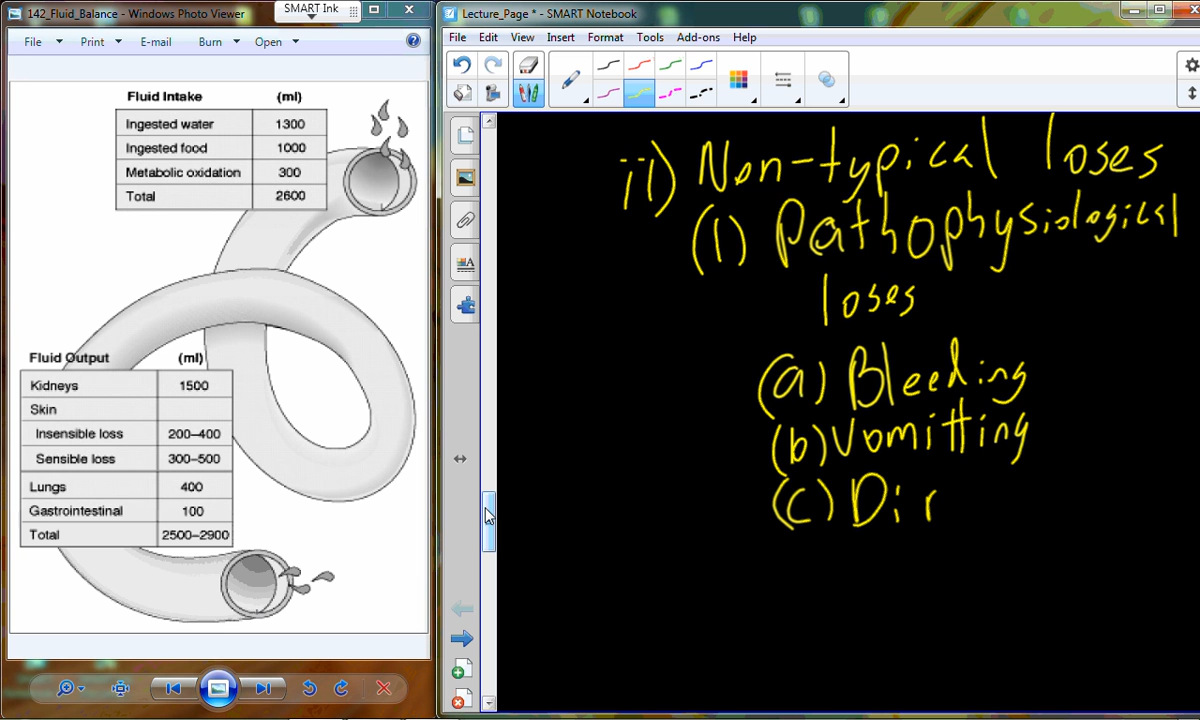 142_Fluid_Balance - Windows Photo Viewer
SMART Ink
File Print E-mail Burn Open
Fluid Intake (ml)
Ingested water 1300
Ingested food 1000
Metabolic oxidation 300
Total 2600
Fluid Output (ml)
Kidneys 1500
Skin
Insensible loss 200–400
Sensible loss 300–500
Lungs 400
Gastrointestinal 100
Total 2500–2900
Lecture_Page * - SMART Notebook
File Edit View Insert Format Tools Add-ons Help
ii) Non-typical loses
(1) Pathophysiological
loses
(a) Bleeding
(b) Vomitting
(c) Dir